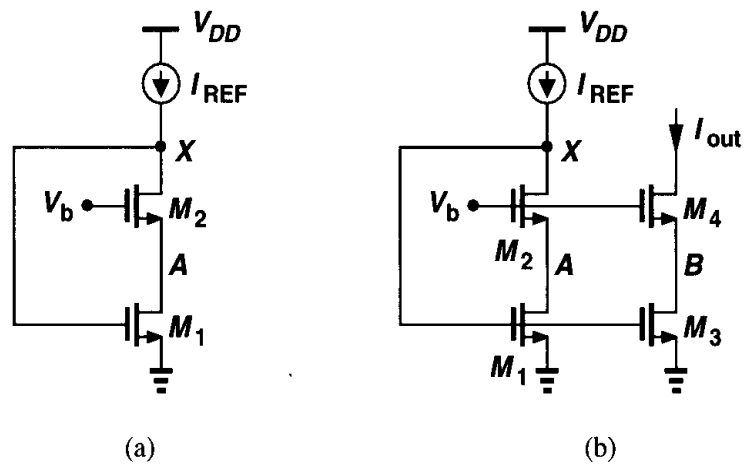 V_DD
I_REF
X
V_b
M_2
A
M_1
(a)
V_DD
I_REF
X
I_out
V_b
M_4
M_2
A
B
M_3
M_1
(b)